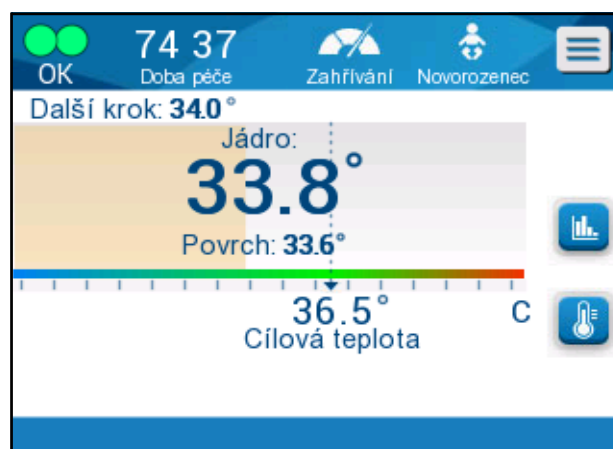 74 37
OK Doba péče Zahřívání Novorozenec
Další krok: 34.0°
Jádro:
33.8°
Povrch: 33.6°
36.5° C
Cílová teplota